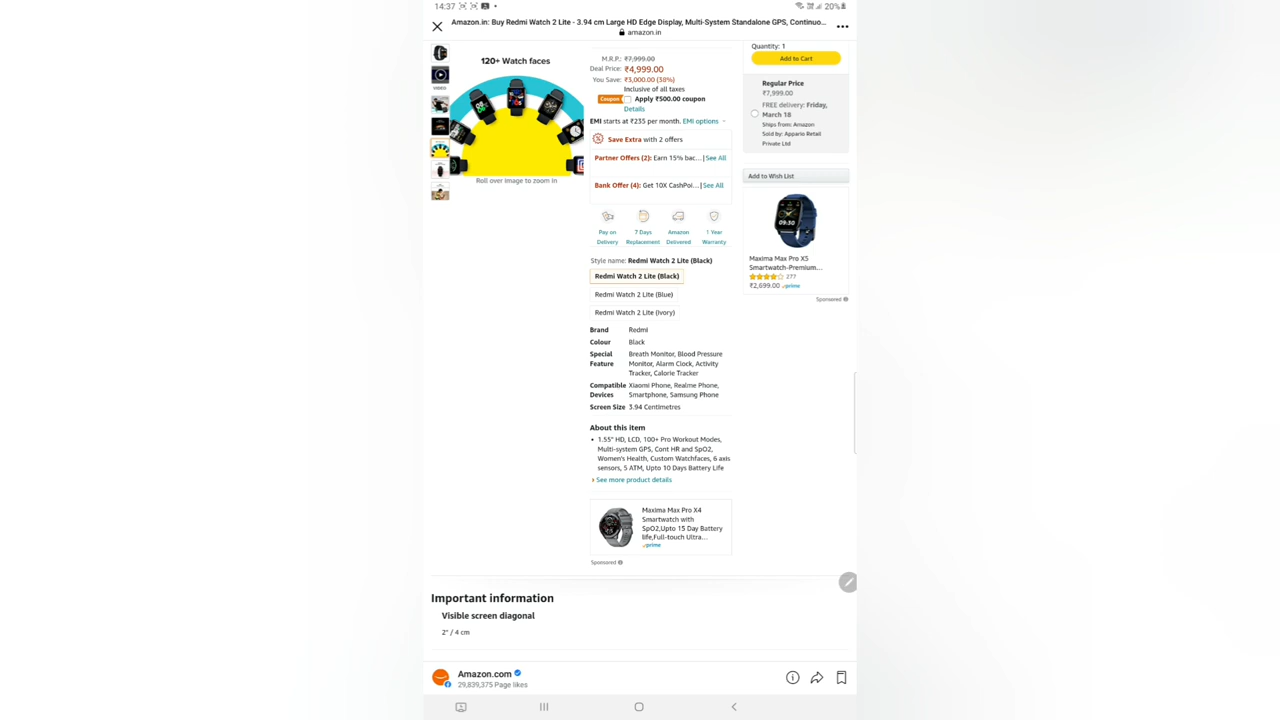 14:37
20%
Amazon.in: Buy Redmi Watch 2 Lite - 3.94 cm Large HD Edge Display, Multi-System Standalone GPS, Continuo...
amazon.in
VIDEOS
120+ Watch faces
Roll over image to zoom in
M.R.P.: ₹7,999.00
Deal Price: ₹4,999.00
You Save: ₹3,000.00 (38%)
Inclusive of all taxes
Coupon Apply ₹500.00 coupon
Details
EMI starts at ₹235 per month. EMI options
Save Extra with 2 offers
Partner Offers (2): Earn 15% bac... | See All
Bank Offer (4): Get 10X CashPoi... | See All
Pay on Delivery
7 Days Replacement
Amazon Delivered
1 Year Warranty
Style name: Redmi Watch 2 Lite (Black)
Redmi Watch 2 Lite (Black)
Redmi Watch 2 Lite (Blue)
Redmi Watch 2 Lite (Ivory)
Brand Redmi
Colour Black
Special Feature Breath Monitor, Blood Pressure
Monitor, Alarm Clock, Activity
Tracker, Calorie Tracker
Compatible Devices Xiaomi Phone, Realme Phone,
Smartphone, Samsung Phone
Screen Size 3.94 Centimetres
About this item
• 1.55" HD, LCD, 100+ Pro Workout Modes,
Multi-system GPS, Cont HR and SpO2,
Women's Health, Custom Watchfaces, 6 axis
sensors, 5 ATM, Upto 10 Days Battery Life
› See more product details
Maxima Max Pro X4
Smartwatch with
SpO2,Upto 15 Day Battery
life,Full-touch Ultra...
prime
Sponsored
Quantity: 1
Add to Cart
Regular Price
₹7,999.00
FREE delivery: Friday,
March 18
Ships from: Amazon
Sold by: Appario Retail
Private Ltd
Add to Wish List
09:30
Maxima Max Pro X5
Smartwatch-Premium...
277
₹2,699.00 prime
Sponsored
Important information
Visible screen diagonal
2" / 4 cm
Amazon.com
29,839,375 Page likes